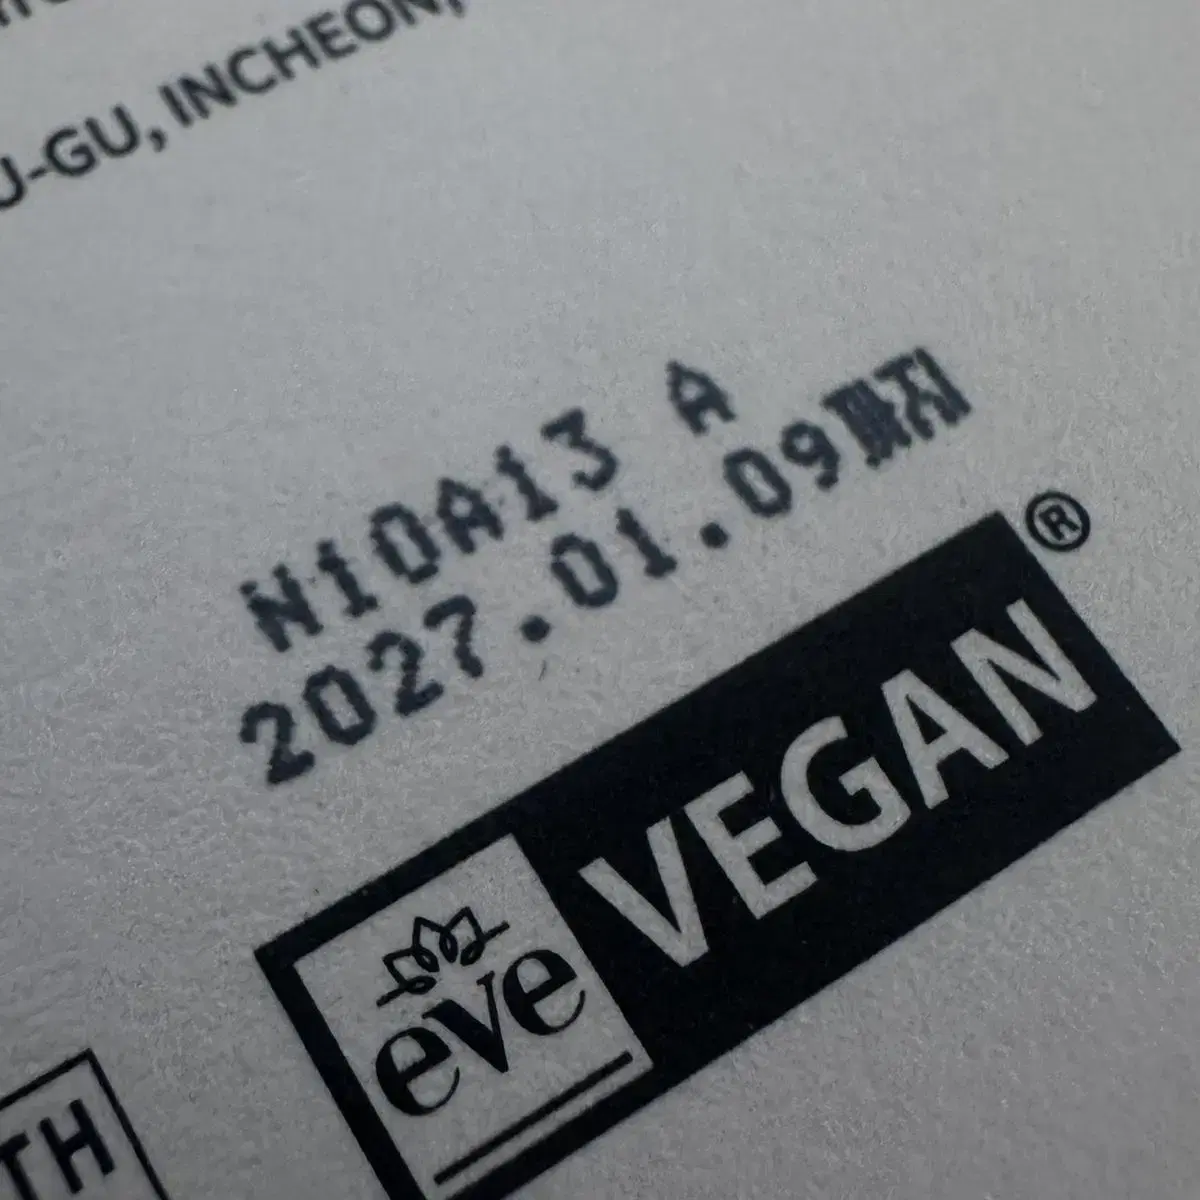 U-GU, INCHEON,
N10A13 A
2027.01.09까지
VEGAN®
eve
TH